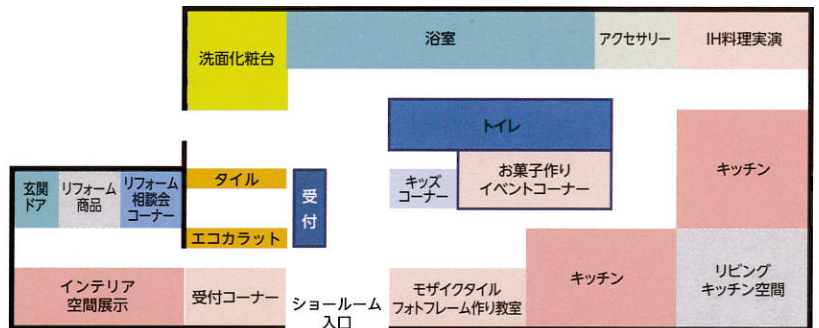 洗面化粧台
浴室
アクセサリー
IH料理実演
トイレ
キッチン
玄関
ドア
リフォーム
商品
リフォーム
相談会
コーナー
タイル
受付
キッズ
コーナー
お菓子作り
イベントコーナー
エコカラット
インテリア
空間展示
受付コーナー
ショールーム
入口
モザイクタイル
フォトフレーム作り教室
キッチン
リビング
キッチン空間